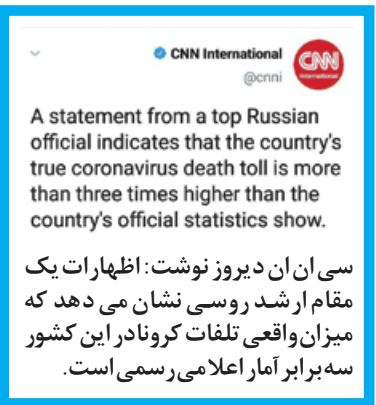 CNN International
@cnni
CNN
International
A statement from a top Russian
official indicates that the country's
true coronavirus death toll is more
than three times higher than the
country's official statistics show.
سی ان ان دیروز نوشت: اظهارات یک
مقام ارشد روسی نشان می دهد که
میزان واقعی تلفات کرونادر این کشور
سه برابر آمار اعلامی رسمی است.